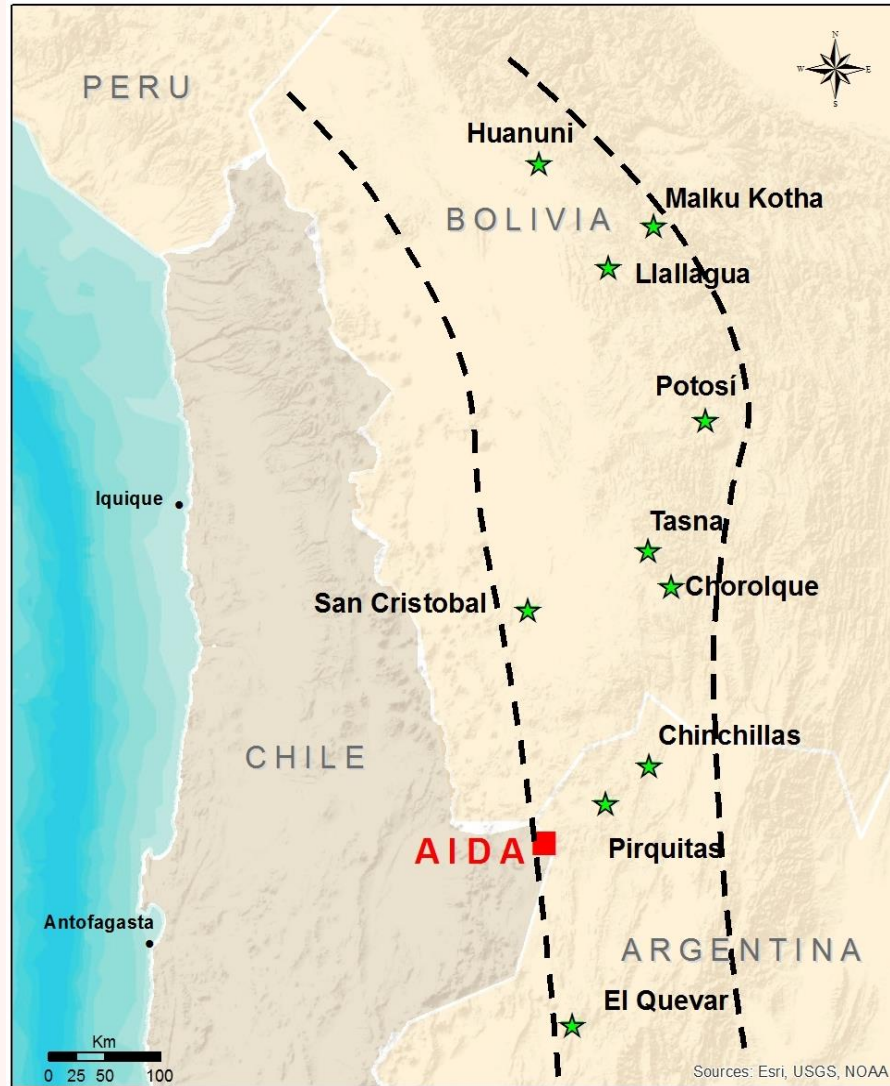 N
W E
S
PERU
Huanuni
Malku Kotha
BOLIVIA
Llallagua
Potosí
Iquique
Tasna
Chorolque
San Cristobal
Chinchillas
CHILE
Pirquitas
AIDA
Antofagasta
ARGENTINA
El Quevar
Km
0 25 50 100
Sources: Esri, USGS, NOAA